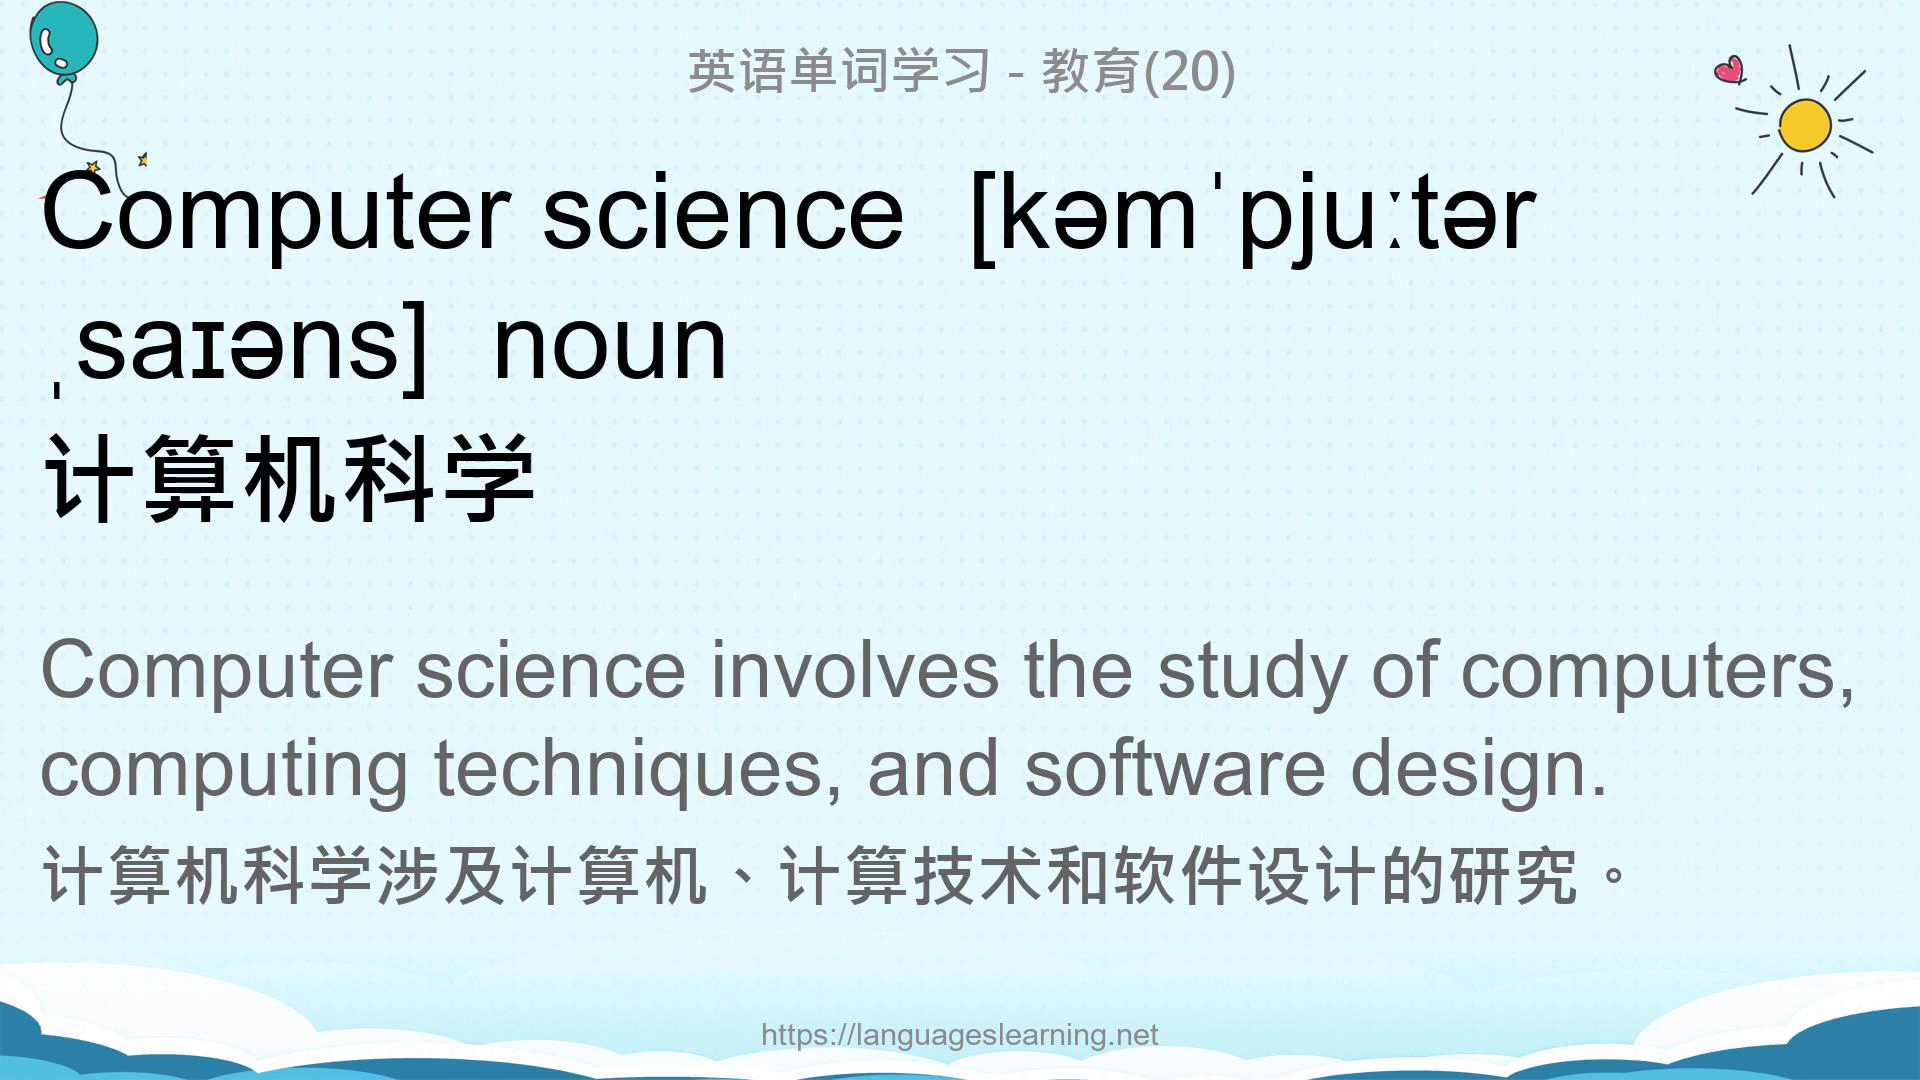 英语单词学习 - 教育(20)
Computer science  [kəmˈpjuːtər
ˌsaɪəns]  noun
计算机科学
Computer science involves the study of computers,
computing techniques, and software design.
计算机科学涉及计算机、计算技术和软件设计的研究。
https://languageslearning.net